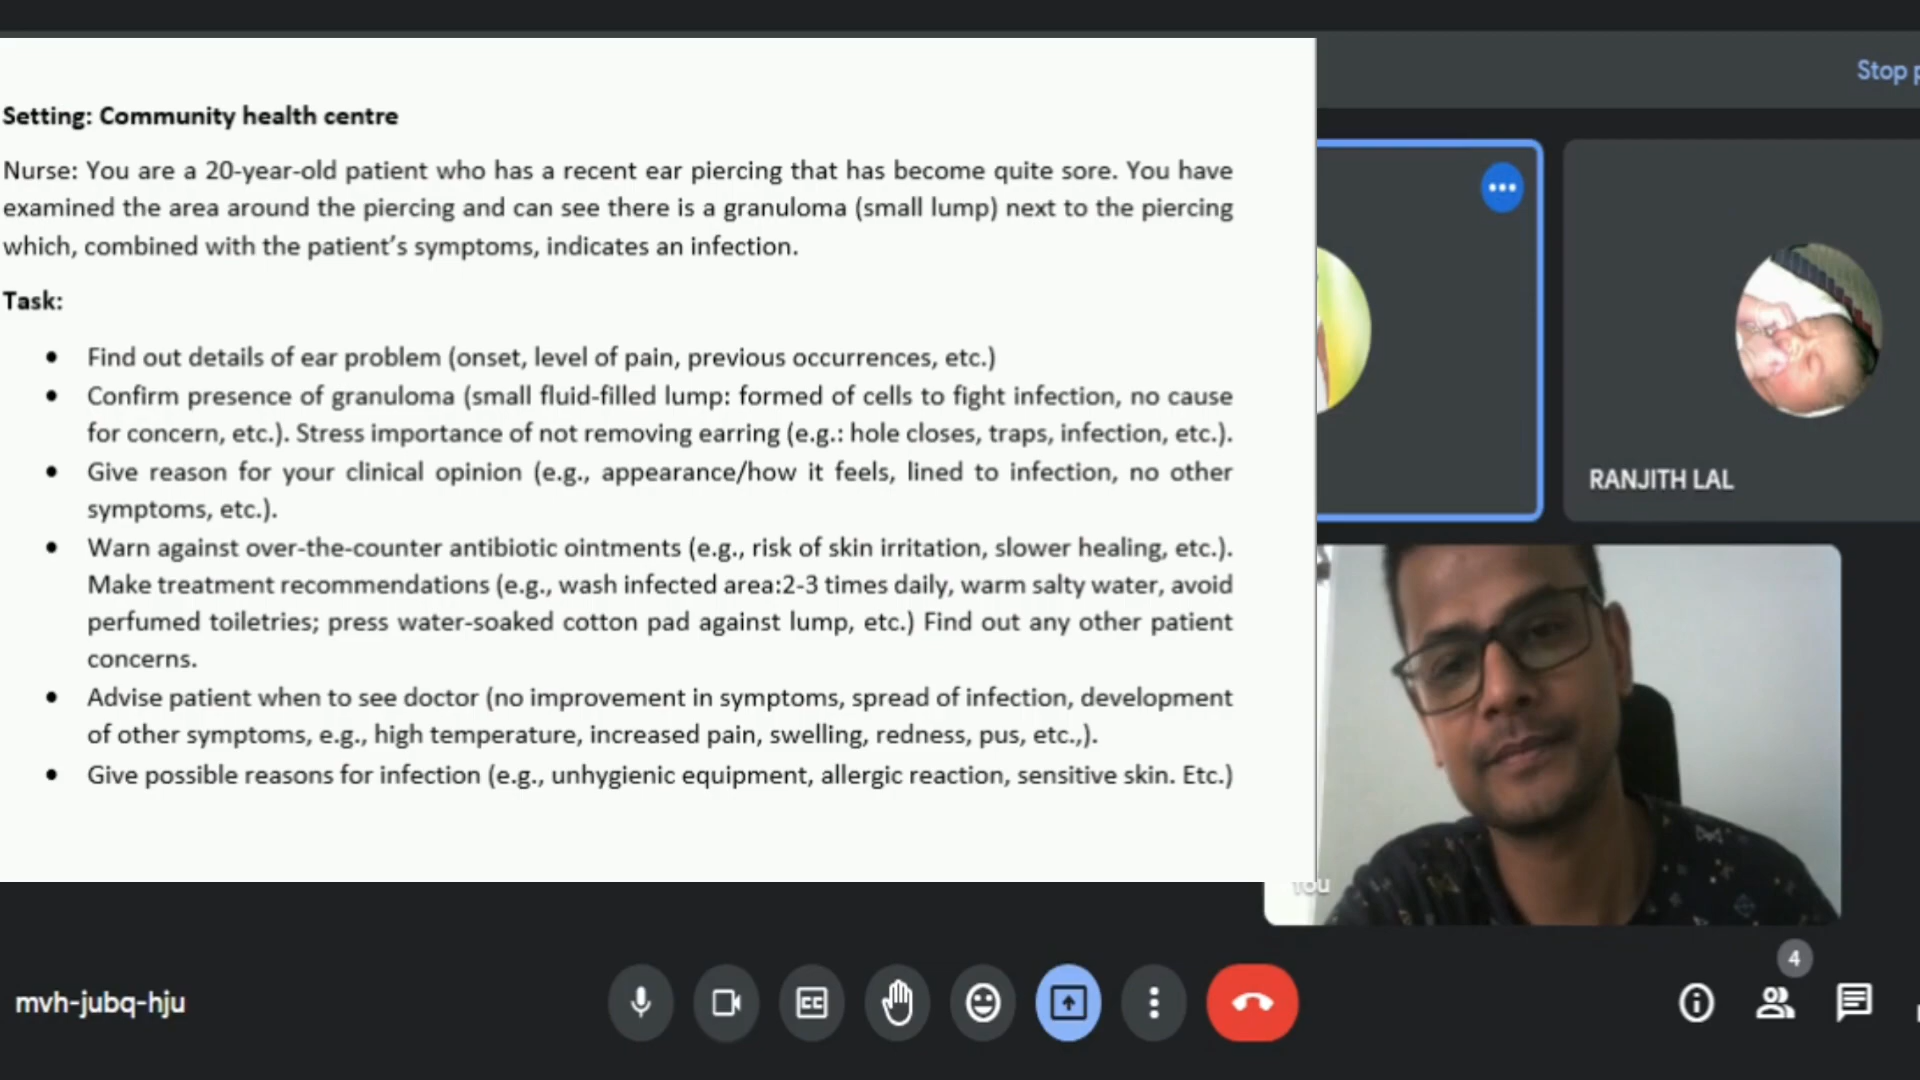 Stop
Setting: Community health centre
Nurse: You are a 20-year-old patient who has a recent ear piercing that has become quite sore. You have
examined the area around the piercing and can see there is a granuloma (small lump) next to the piercing
which, combined with the patient's symptoms, indicates an infection.
Task:
• Find out details of ear problem (onset, level of pain, previous occurrences, etc.)
• Confirm presence of granuloma (small fluid-filled lump: formed of cells to fight infection, no cause
for concern, etc.). Stress importance of not removing earring (e.g.: hole closes, traps, infection, etc.).
• Give reason for your clinical opinion (e.g., appearance/how it feels, lined to infection, no other
symptoms, etc.).
• Warn against over-the-counter antibiotic ointments (e.g., risk of skin irritation, slower healing, etc.).
Make treatment recommendations (e.g., wash infected area:2-3 times daily, warm salty water, avoid
perfumed toiletries; press water-soaked cotton pad against lump, etc.) Find out any other patient
concerns.
• Advise patient when to see doctor (no improvement in symptoms, spread of infection, development
of other symptoms, e.g., high temperature, increased pain, swelling, redness, pus, etc.,).
• Give possible reasons for infection (e.g., unhygienic equipment, allergic reaction, sensitive skin. Etc.)
RANJITH LAL
You
mvh-jubq-hju
CC
4